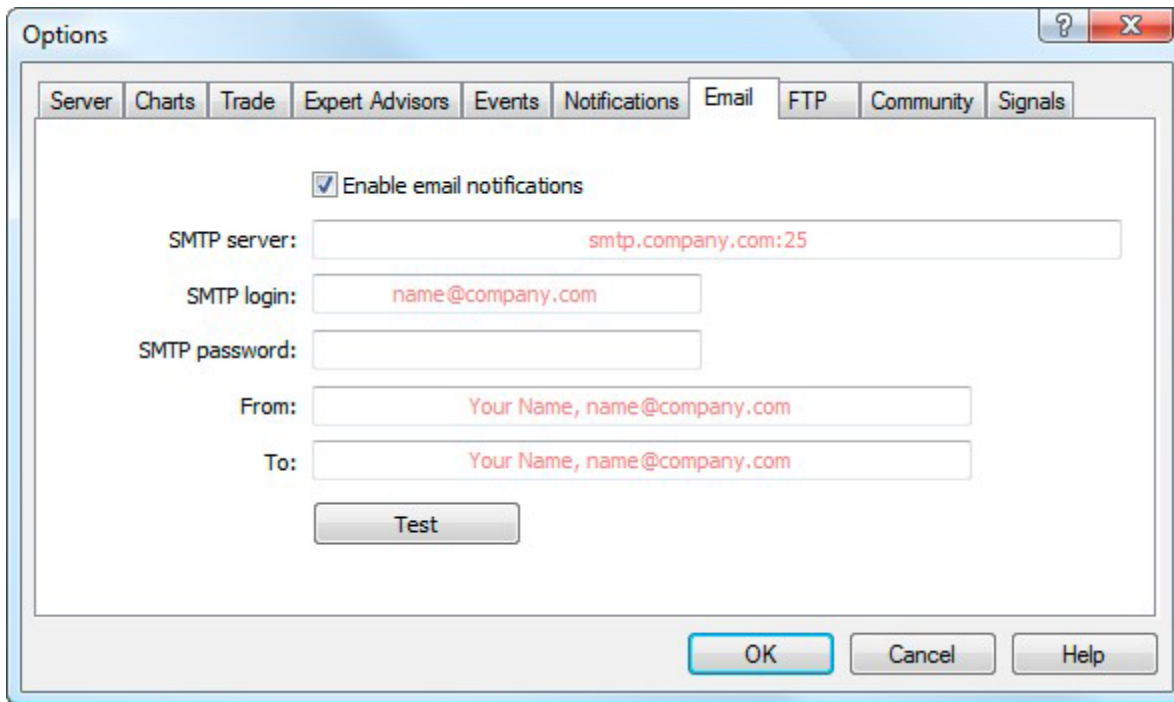 Options
Server Charts Trade Expert Advisors Events Notifications Email FTP Community Signals
Enable email notifications
SMTP server: smtp.company.com:25
SMTP login: name@company.com
SMTP password:
From: Your Name, name@company.com
To: Your Name, name@company.com
Test
OK Cancel Help